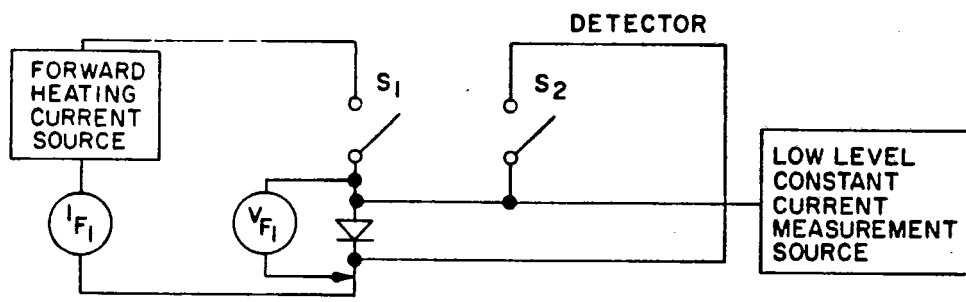 DETECTOR
FORWARD
HEATING
CURRENT
SOURCE
S1
S2
IF1
VF1
LOW LEVEL
CONSTANT
CURRENT
MEASUREMENT
SOURCE